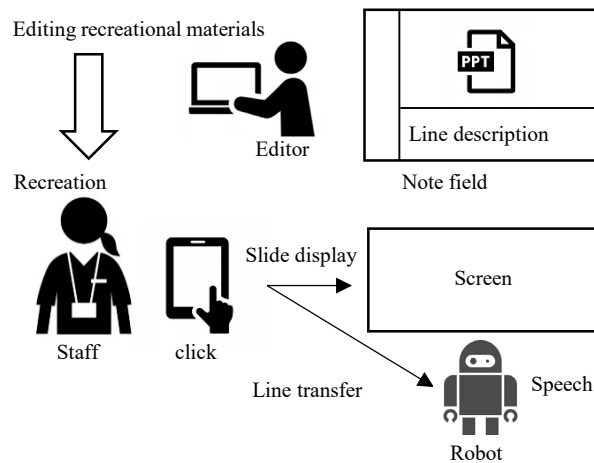 Editing recreational materials
PPT
Editor
Line description
Note field
Recreation
Slide display
Screen
Staff
click
Line transfer
Speech
Robot